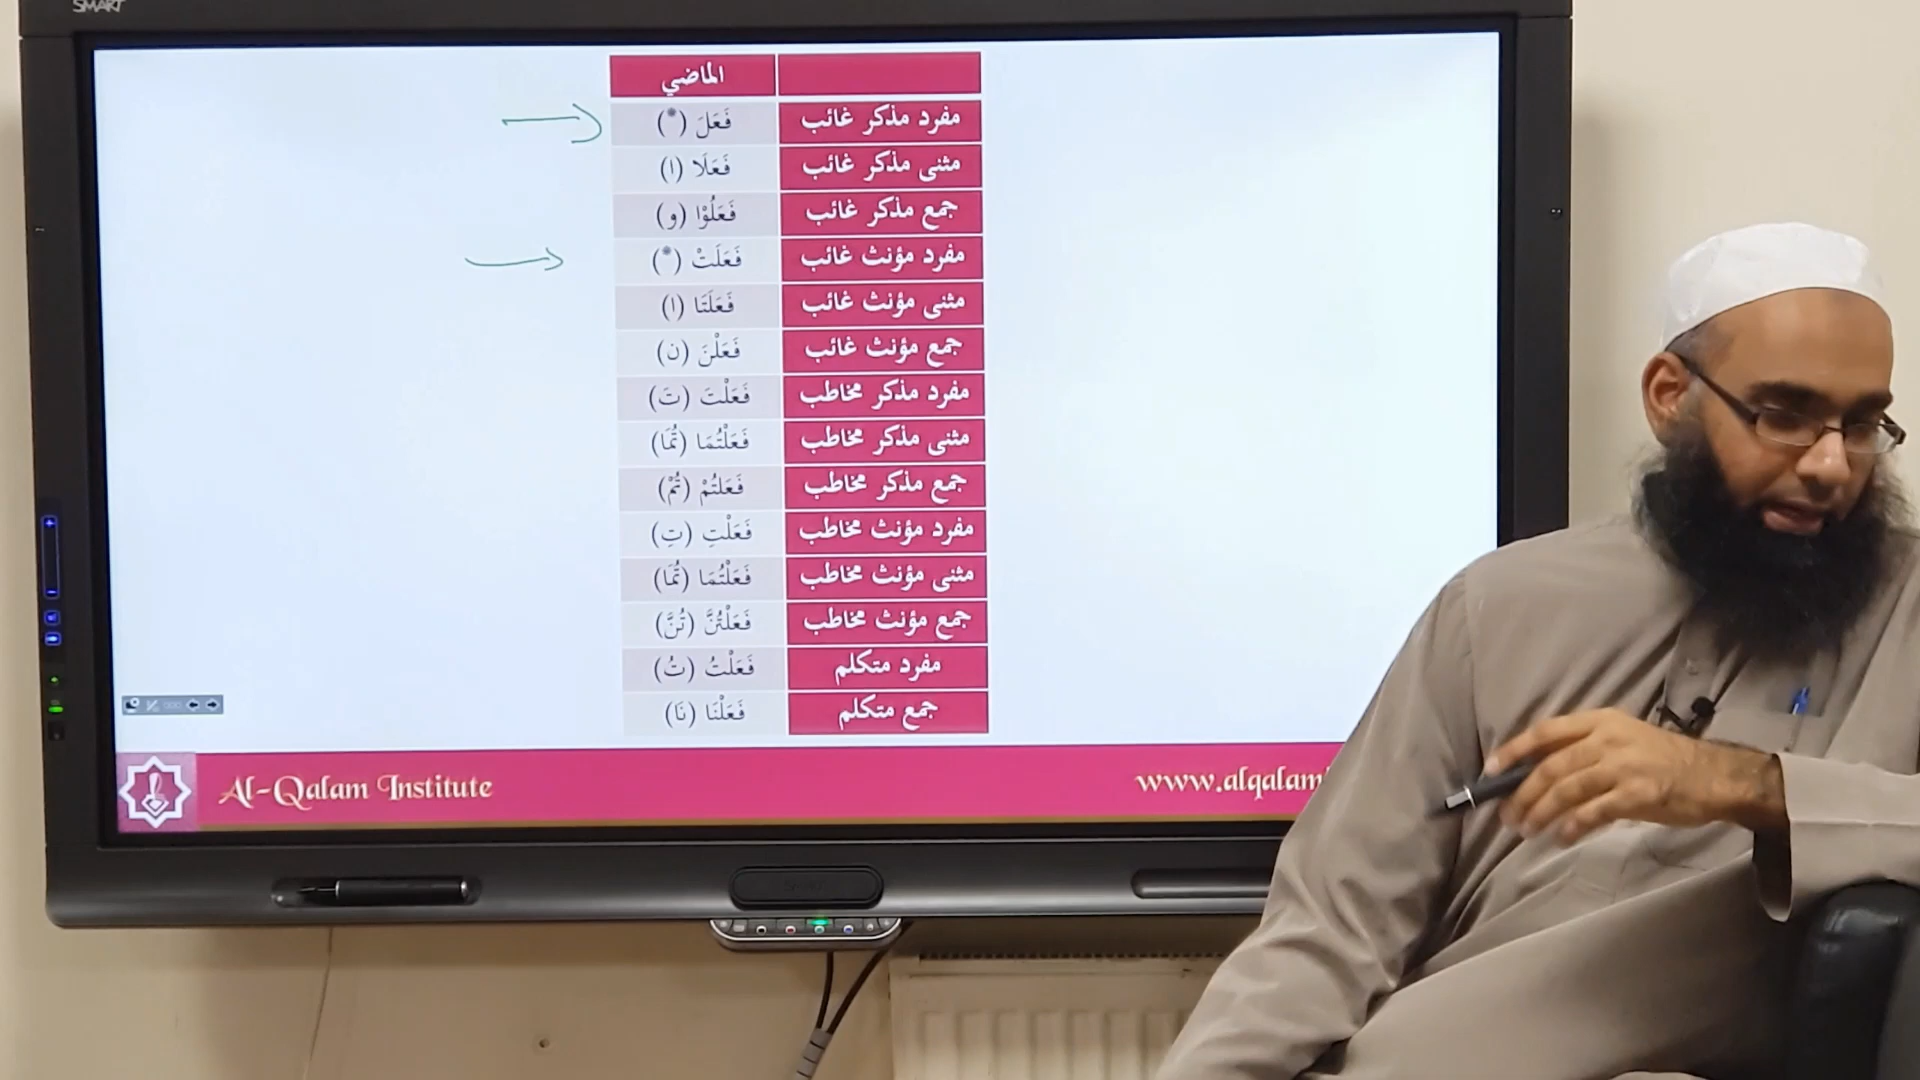 SMART
الماضي
مفرد مذكر غائب فَعَلَ (*)
مثنى مذكر غائب فَعَلَا (ا)
جمع مذكر غائب فَعَلُوْا (و)
مفرد مؤنث غائب فَعَلَتْ (*)
مثنى مؤنث غائب فَعَلَتَا (ا)
جمع مؤنث غائب فَعَلْنَ (ن)
مفرد مذكر مخاطب فَعَلْتَ (تَ)
مثنى مذكر مخاطب فَعَلْتُمَا (تُمَا)
جمع مذكر مخاطب فَعَلتُمْ (تُمْ)
مفرد مؤنث مخاطب فَعَلْتِ (تِ)
مثنى مؤنث مخاطب فَعَلْتُمَا (تُمَا)
جمع مؤنث مخاطب فَعَلْتُنَّ (تُنَّ)
مفرد متكلم فَعَلْتُ (تُ)
جمع متكلم فَعَلْنَا (نَا)
Al-Qalam Institute
www.alqalam